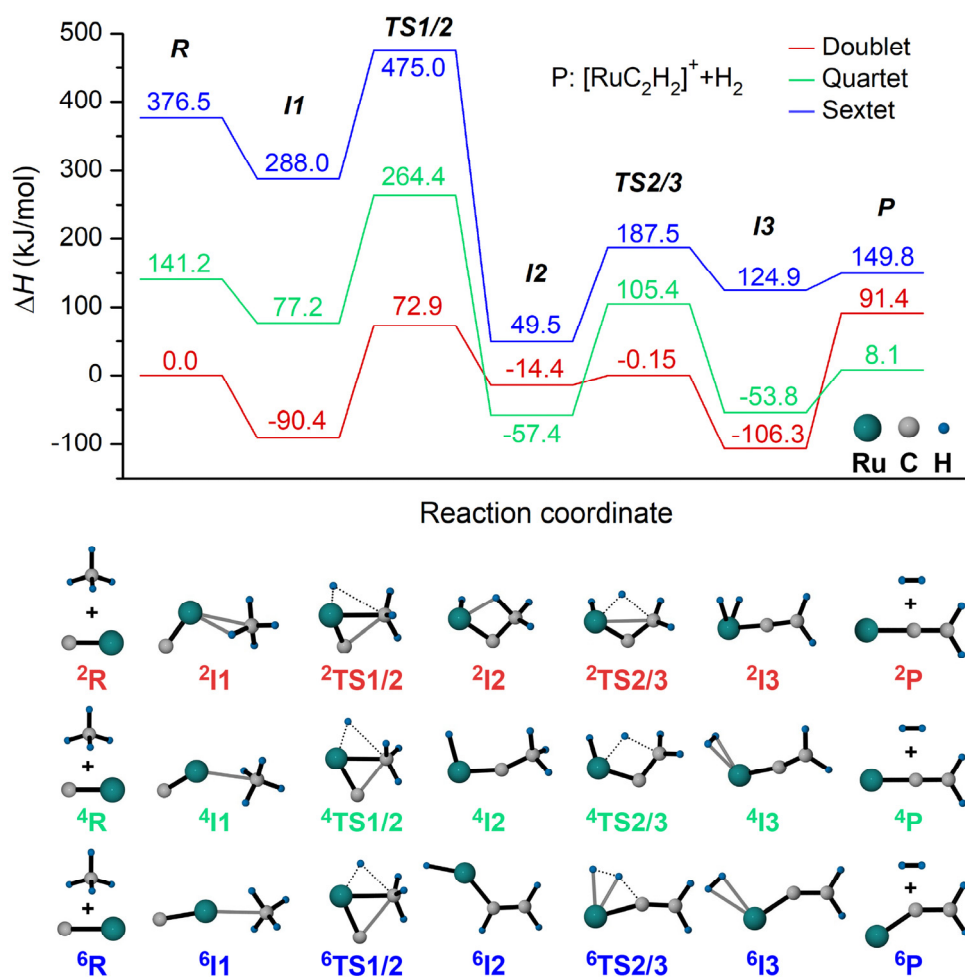 500
400
300
200
100
0
-100
ΔH (kJ/mol)
R
I1
TS1/2
I2
TS2/3
I3
P
P: [RuC₂H₂]⁺+H₂
Doublet
Quartet
Sextet
376.5
288.0
475.0
49.5
187.5
124.9
149.8
141.2
77.2
264.4
-57.4
105.4
-53.8
8.1
0.0
-90.4
72.9
-14.4
-0.15
-106.3
91.4
Ru C H
Reaction coordinate
+ +
²R ²I1 ²TS1/2 ²I2 ²TS2/3 ²I3 ²P
+ +
⁴R ⁴I1 ⁴TS1/2 ⁴I2 ⁴TS2/3 ⁴I3 ⁴P
+ +
⁶R ⁶I1 ⁶TS1/2 ⁶I2 ⁶TS2/3 ⁶I3 ⁶P